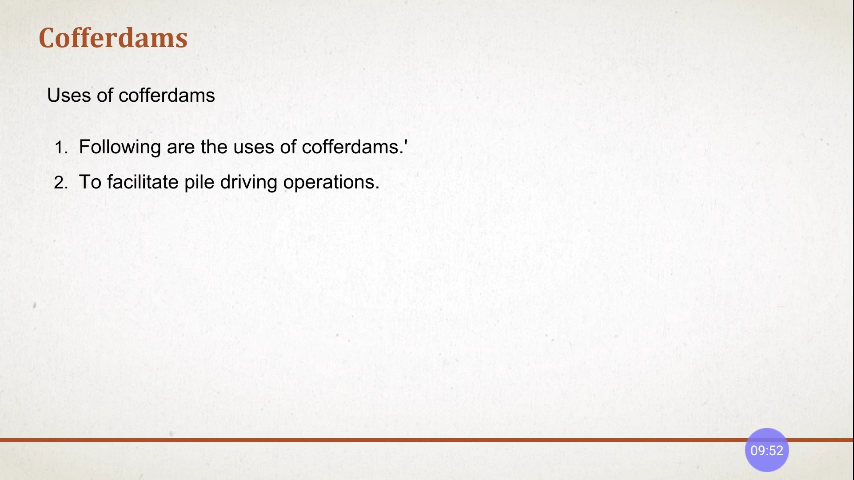 Cofferdams
Uses of cofferdams
1. Following are the uses of cofferdams.'
2. To facilitate pile driving operations.
09:52